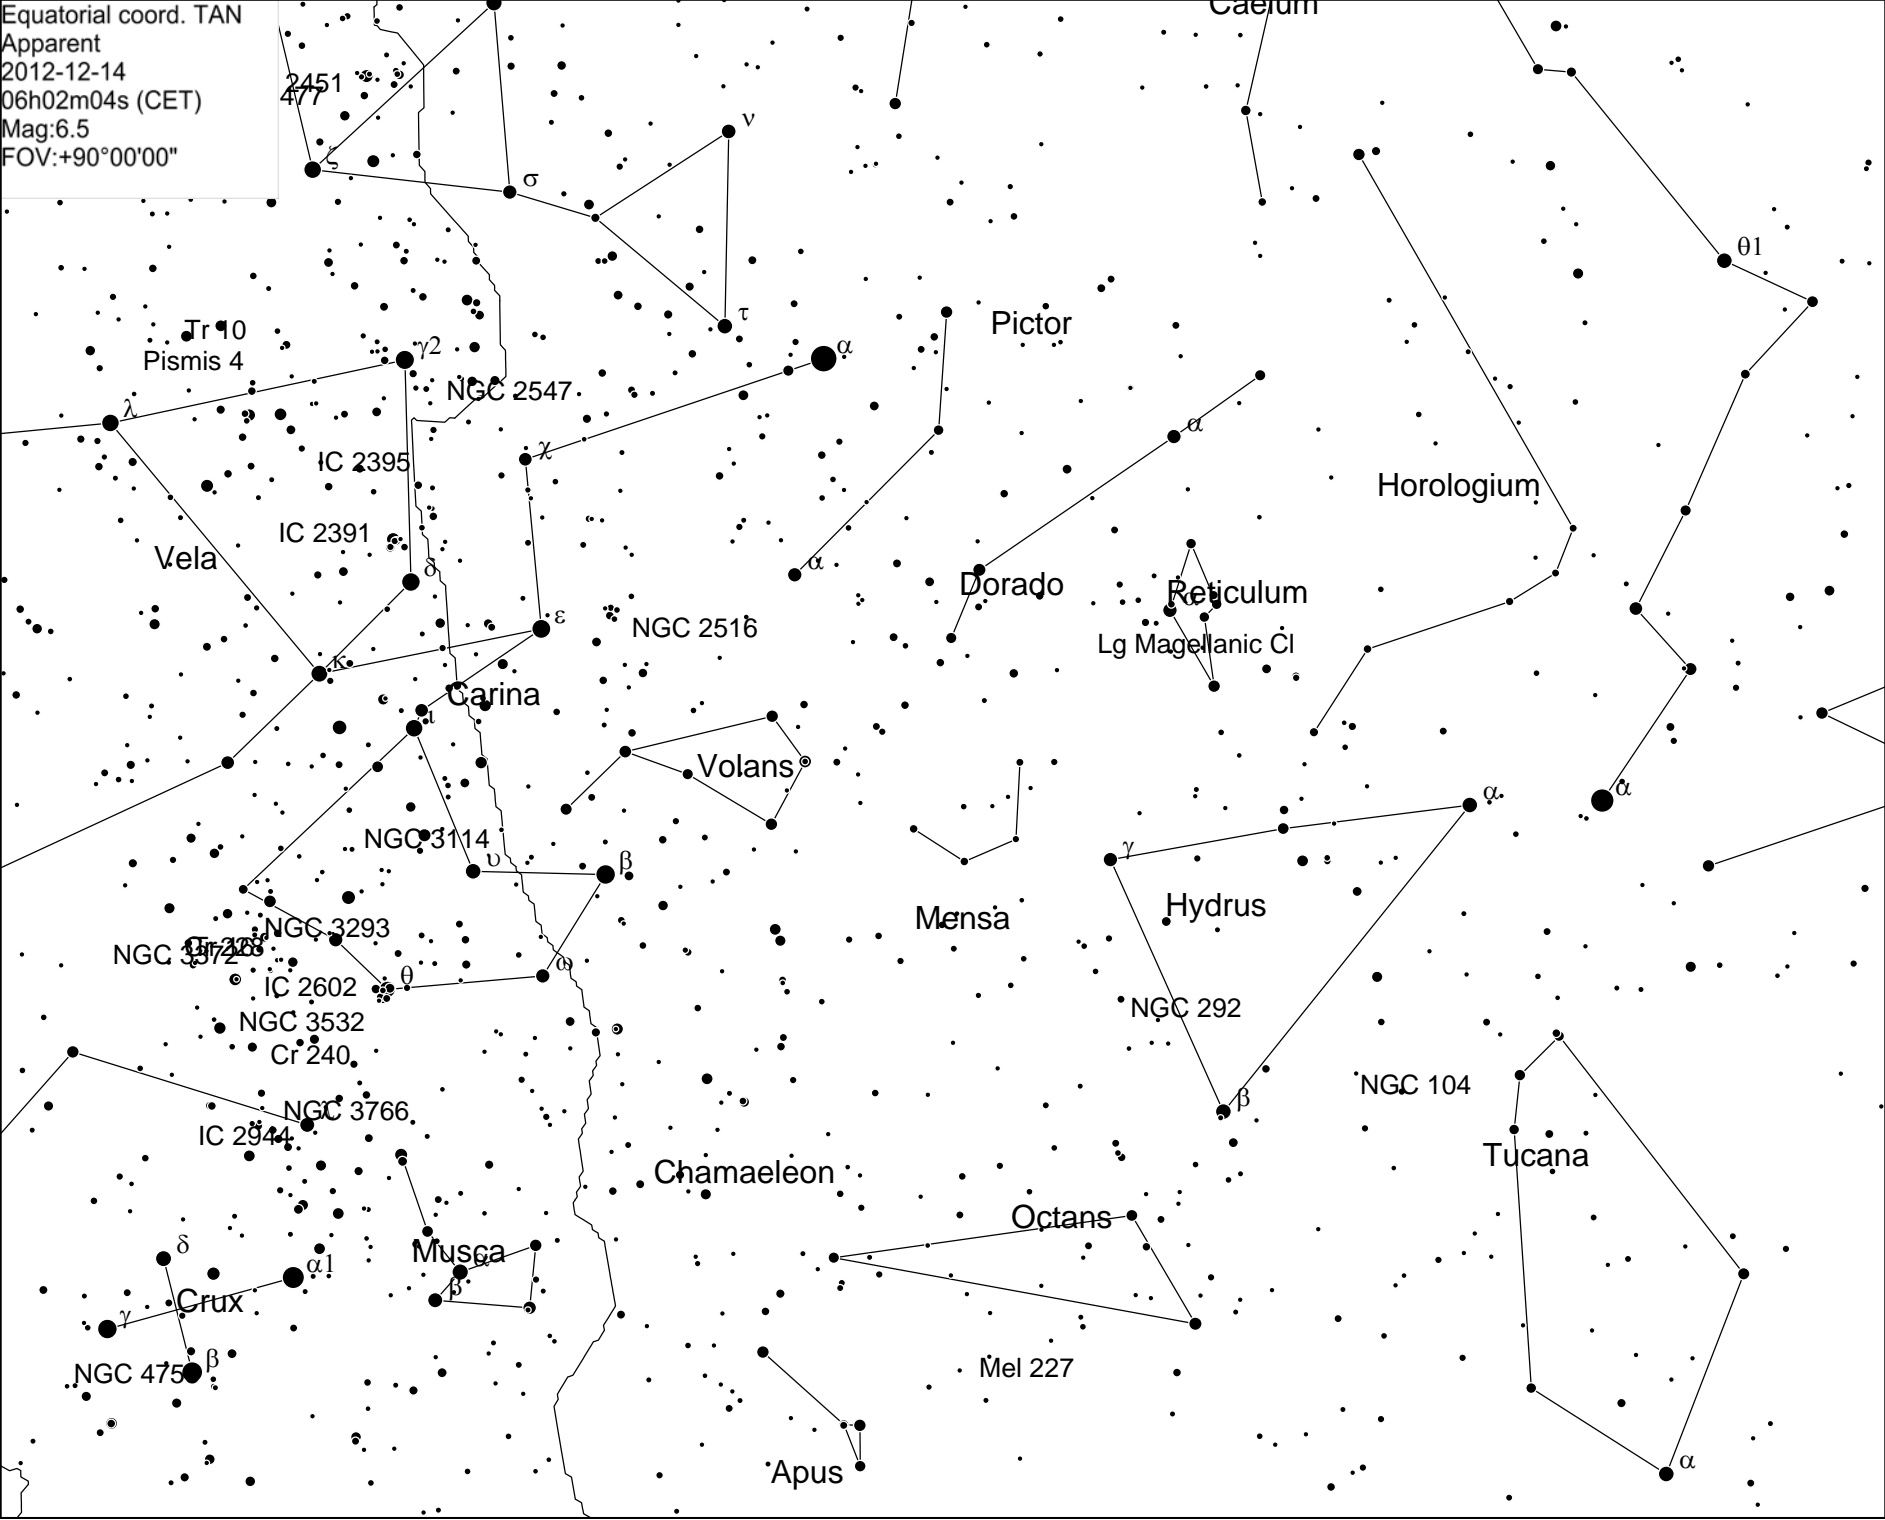 Equatorial coord. TAN
Apparent
2012-12-14
06h02m04s (CET)
Mag:6.5
FOV:+90°00'00"
Caelum
2451
477
ζ
σ
ν
θ1
τ
Pictor
Tr 10
Pismis 4
γ2
α
NGC 2547
λ
χ
α
IC 2395
Horologium
IC 2391
Vela
δ
α
Dorado
α
Reticulum
ε
NGC 2516
Lg Magellanic Cl
κ
Carina
ι
Volans
α
α
NGC 3114
υ
β
γ
Mensa
Hydrus
NGC 3293
NGC 3372
ω
θ
IC 2602
NGC 292
NGC 3532
Cr 240
NGC 104
NGC 3766
λ
β
IC 2944
Tucana
Chamaeleon
Octans
δ
Musca
α
α1
β
Crux
γ
β
NGC 475
Mel 227
Apus
α